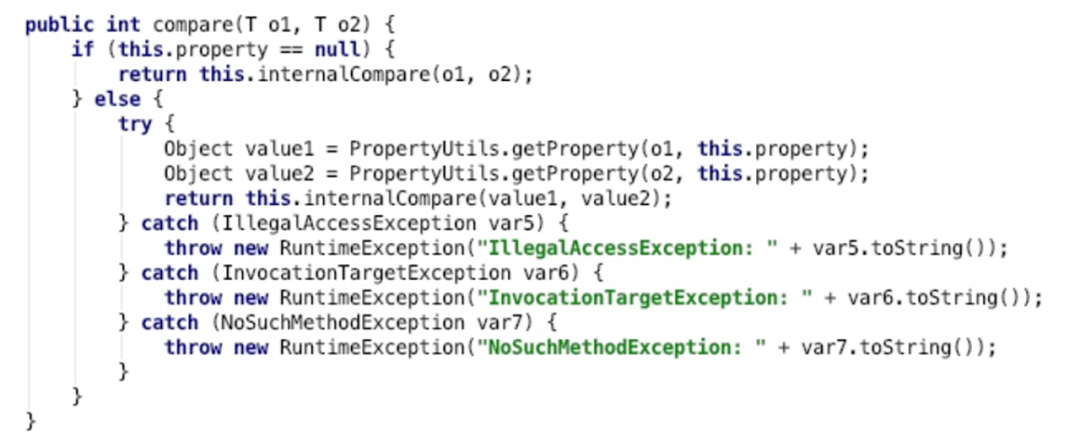 public int compare(T o1, T o2) {
if (this.property == null) {
return this.internalCompare(o1, o2);
} else {
try {
Object value1 = PropertyUtils.getProperty(o1, this.property);
Object value2 = PropertyUtils.getProperty(o2, this.property);
return this.internalCompare(value1, value2);
} catch (IllegalAccessException var5) {
throw new RuntimeException("IllegalAccessException: " + var5.toString());
} catch (InvocationTargetException var6) {
throw new RuntimeException("InvocationTargetException: " + var6.toString());
} catch (NoSuchMethodException var7) {
throw new RuntimeException("NoSuchMethodException: " + var7.toString());
}
}
}